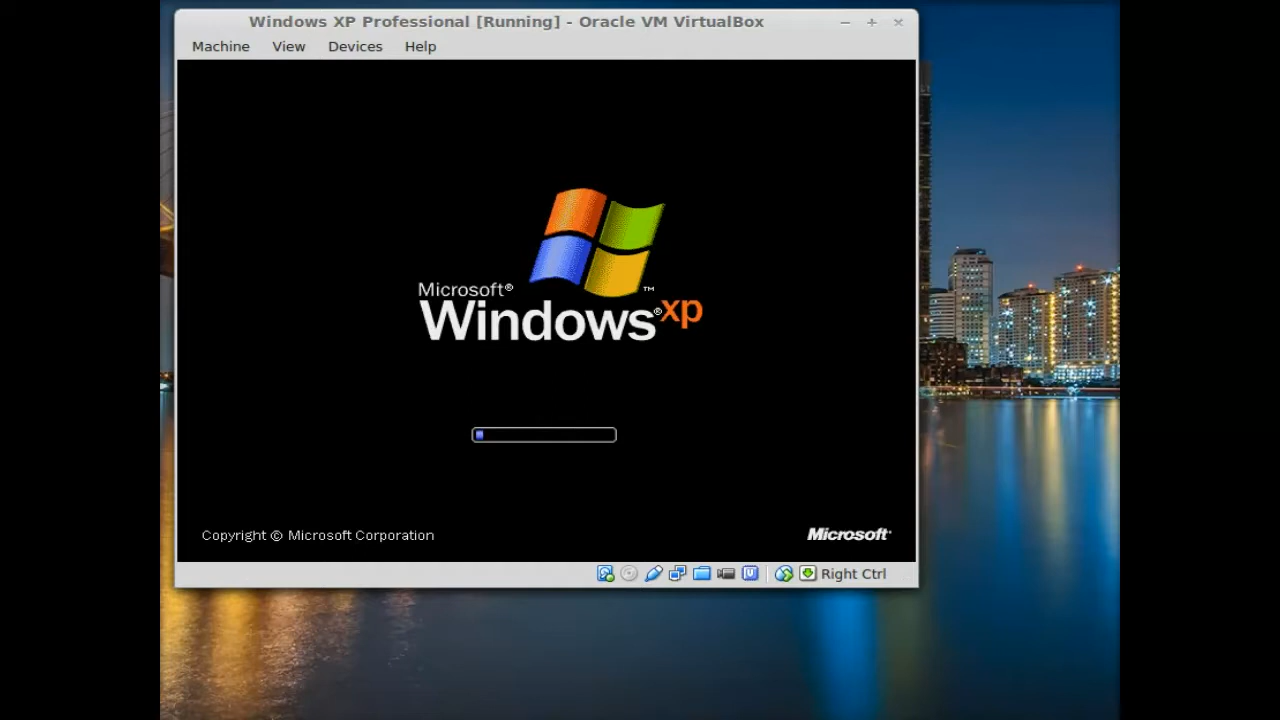 Windows XP Professional [Running] - Oracle VM VirtualBox
Machine View Devices Help
Microsoft®
Windows®xp™
Copyright © Microsoft Corporation
Microsoft®
Right Ctrl